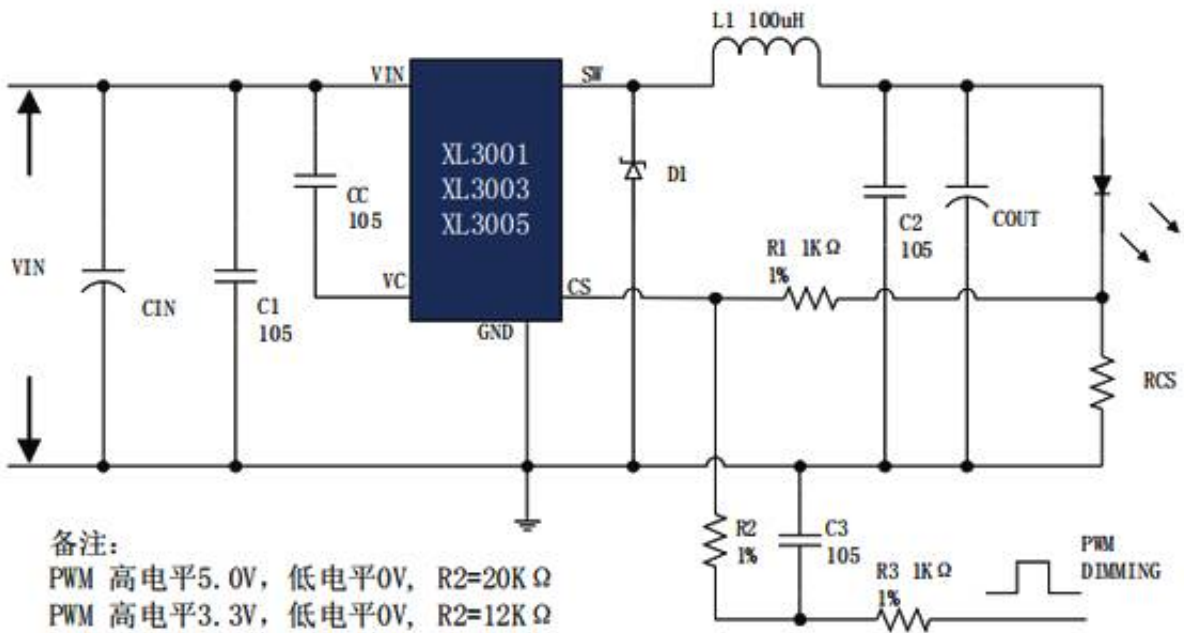 L1 100uH
VIN
SW
XL3001
XL3003
XL3005
D1
CC
105
C2
105
COUT
R1 1KΩ
1%
VIN
CIN
C1
105
VC
CS
GND
RCS
R2
1%
C3
105
PWM
DIMMING
R3 1KΩ
1%
备注：
PWM 高电平5.0V，低电平0V, R2=20KΩ
PWM 高电平3.3V，低电平0V, R2=12KΩ